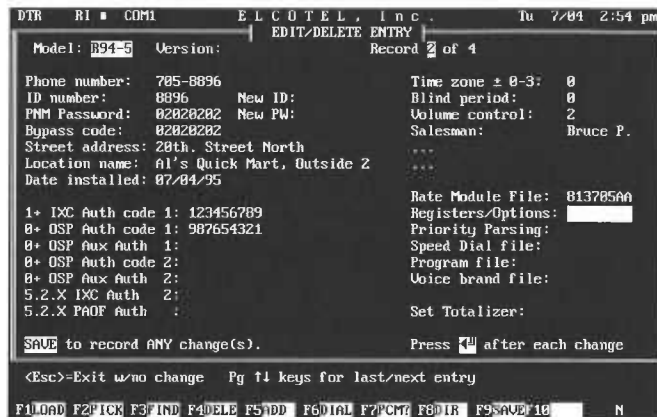 DTR RI ■ COM1 E L C O T E L , I n c . Tu 7/04 2:54 pm
EDIT/DELETE ENTRY
Model: R94-5 Version: Record 2 of 4
Phone number: 705-8896 Time zone ± 0-3: 0
ID number: 8896 New ID: Blind period: 0
PNM Password: 02020202 New PW: Volume control: 2
Bypass code: 02020202 Salesman: Bruce P.
Street address: 20th. Street North ...
Location name: Al's Quick Mart, Outside 2 ...
Date installed: 07/04/95
Rate Module File: 813705AA
1+ IXC Auth code 1: 123456789 Registers/Options:
0+ OSP Auth code 1: 987654321 Priority Parsing:
0+ OSP Aux Auth 1: Speed Dial file:
0+ OSP Auth code 2: Program file:
0+ OSP Aux Auth 2: Voice brand file:
5.2.X IXC Auth 2:
5.2.X PAOF Auth : Set Totalizer:
SAVE to record ANY change(s). Press ◄┘ after each change
<Esc>=Exit w/no change Pg ↑↓ keys for last/next entry
F1LOAD F2PICK F3FIND F4DELE F5ADD F6DIAL F7PCM? F8DIR F9SAVE F10 N